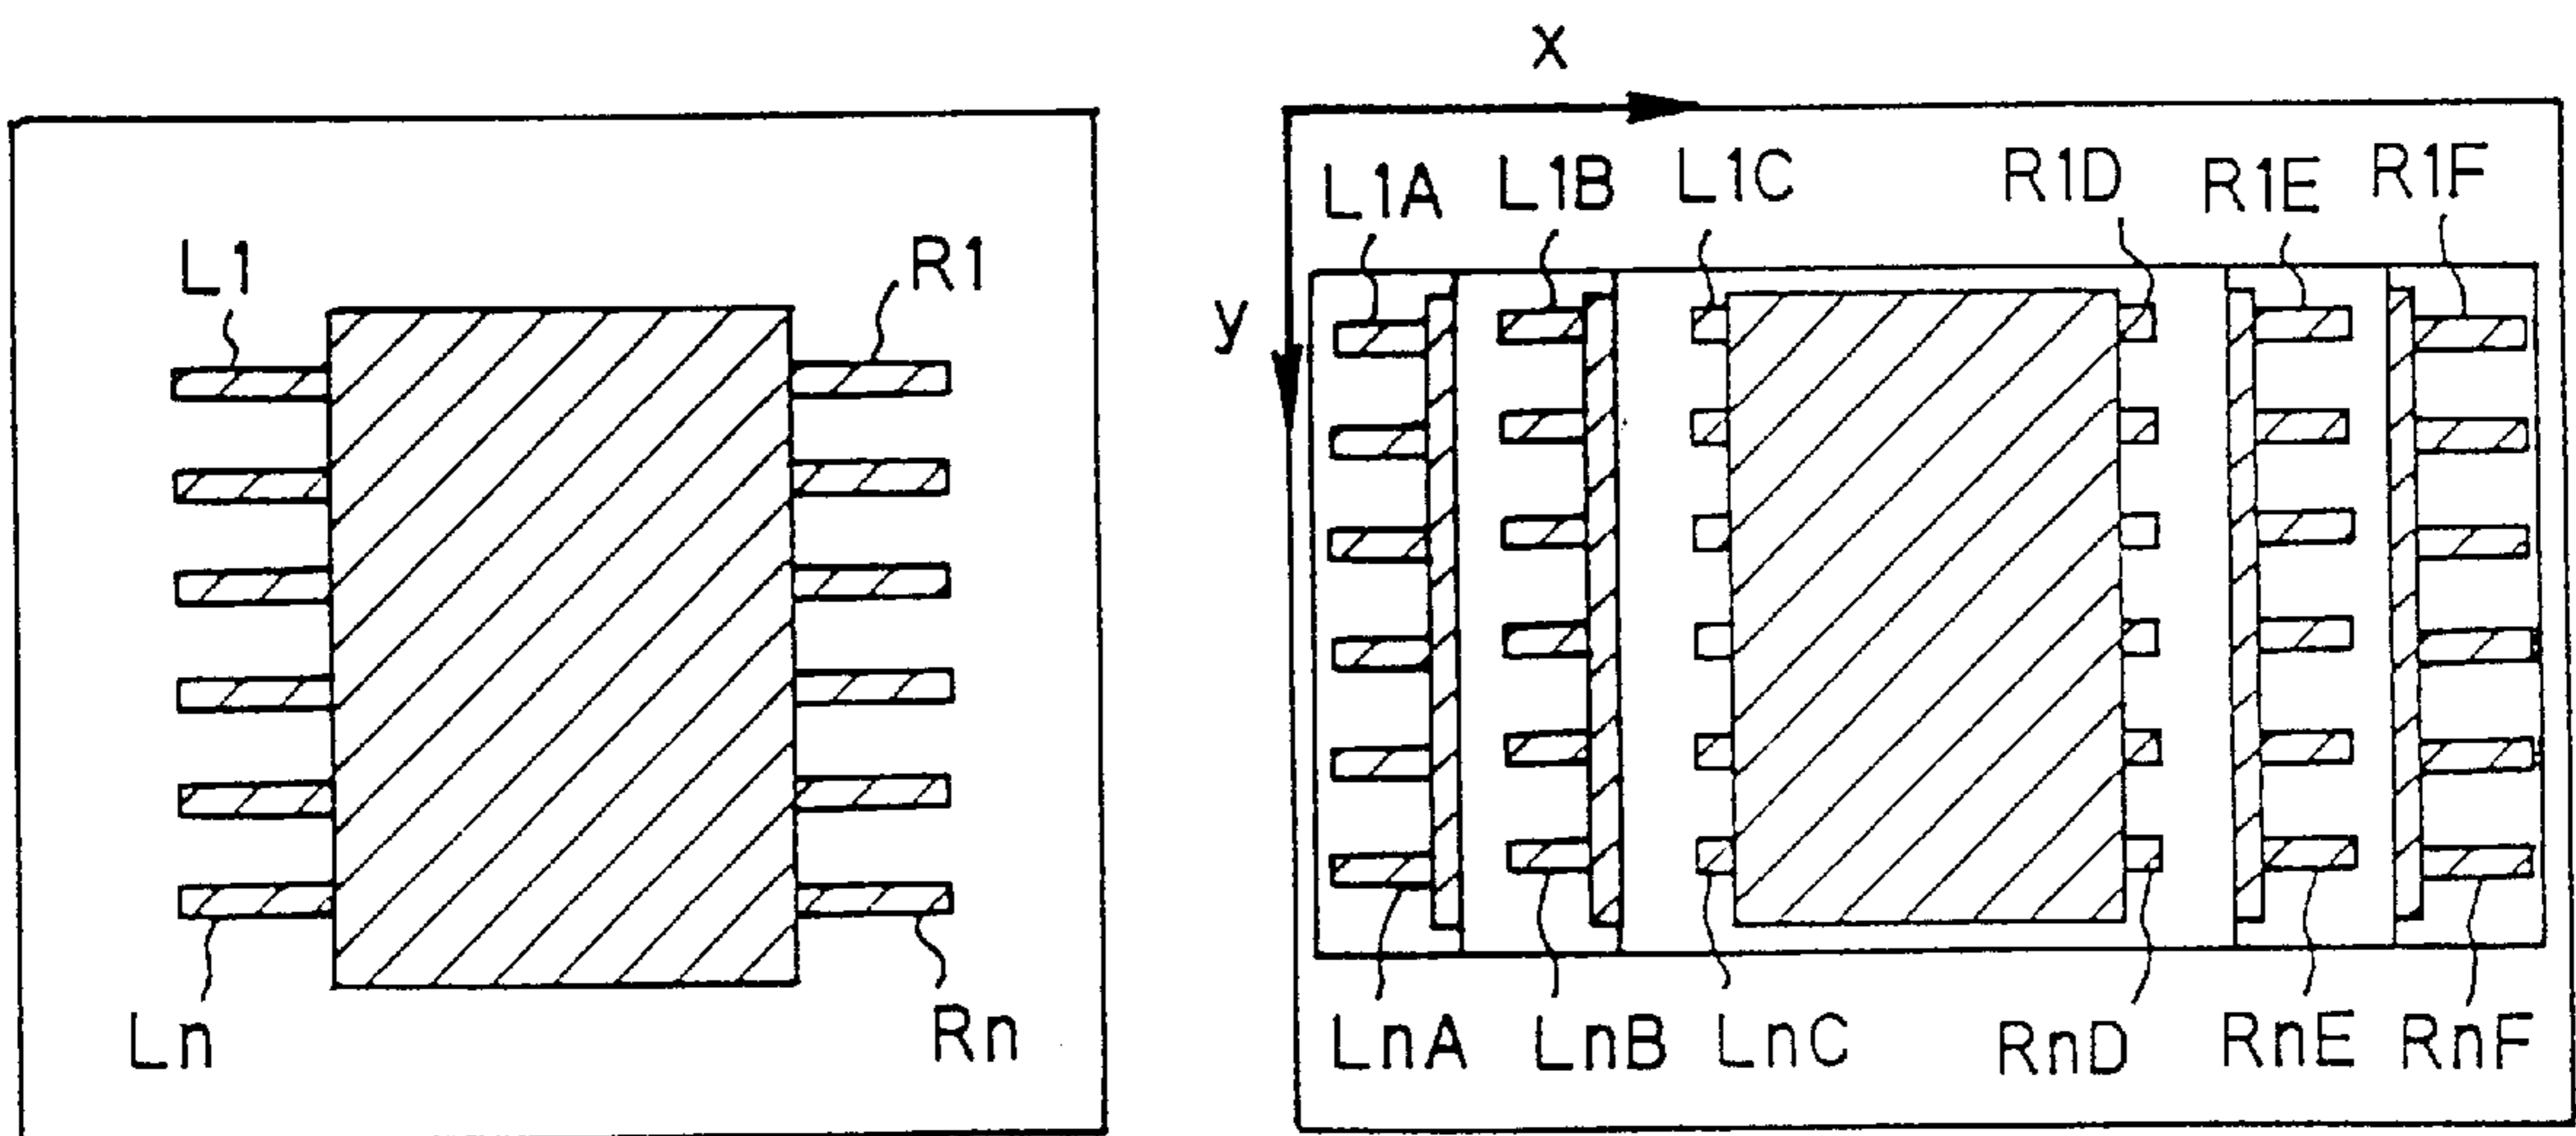 L1
R1
Ln
Rn
x
y
L1A L1B L1C R1D R1E R1F
LnA LnB LnC RnD RnE RnF